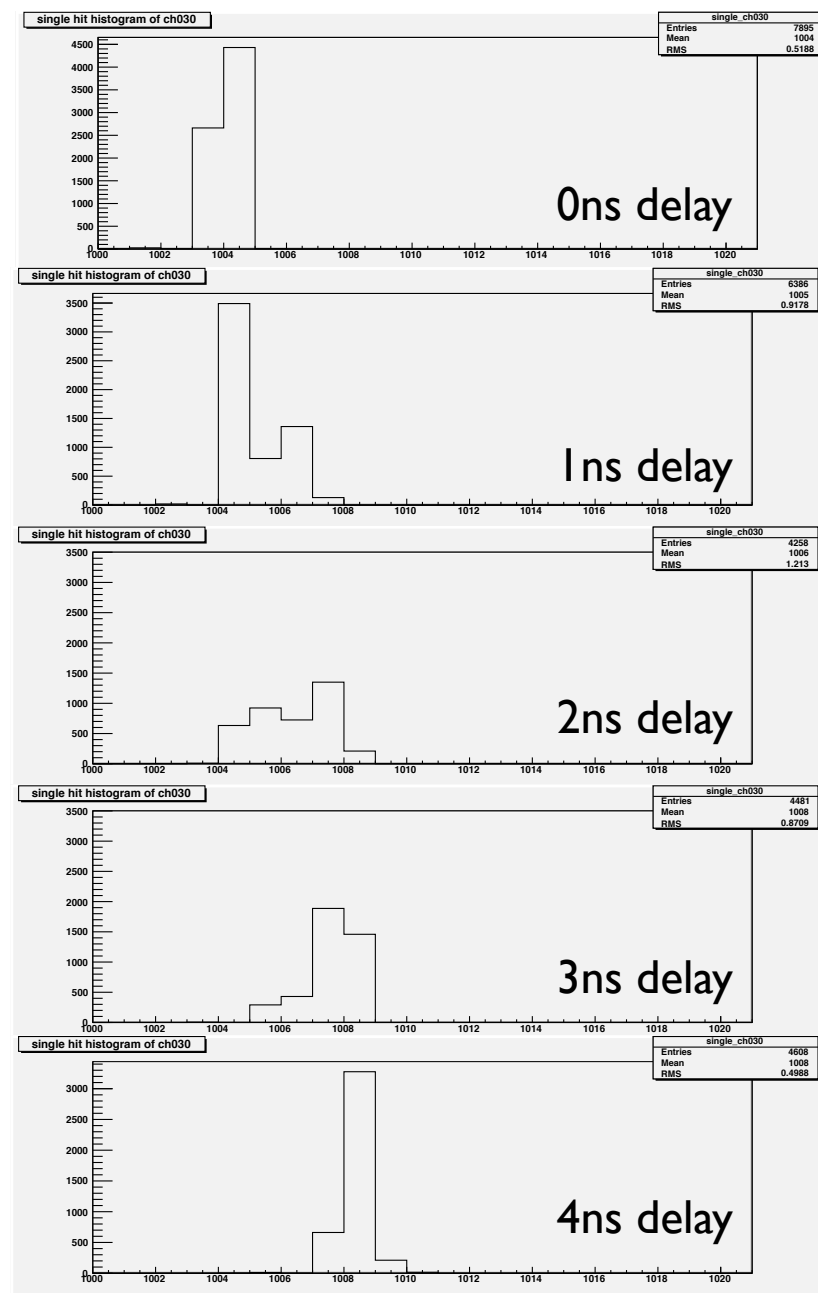 single hit histogram of ch030
single_ch030
Entries 7895
Mean 1004
RMS 0.5188
4500
4000
3500
3000
2500
2000
1500
1000
500
0
1000 1002 1004 1006 1008 1010 1012 1014 1016 1018 1020
0ns delay
single hit histogram of ch030
single_ch030
Entries 6386
Mean 1005
RMS 0.9178
3500
3000
2500
2000
1500
1000
500
0
1000 1002 1004 1006 1008 1010 1012 1014 1016 1018 1020
1ns delay
single hit histogram of ch030
single_ch030
Entries 4258
Mean 1006
RMS 1.213
3500
3000
2500
2000
1500
1000
500
0
1000 1002 1004 1006 1008 1010 1012 1014 1016 1018 1020
2ns delay
single hit histogram of ch030
single_ch030
Entries 4481
Mean 1008
RMS 0.8709
3500
3000
2500
2000
1500
1000
500
0
1000 1002 1004 1006 1008 1010 1012 1014 1016 1018 1020
3ns delay
single hit histogram of ch030
single_ch030
Entries 4608
Mean 1008
RMS 0.4988
3000
2500
2000
1500
1000
500
0
1000 1002 1004 1006 1008 1010 1012 1014 1016 1018 1020
4ns delay